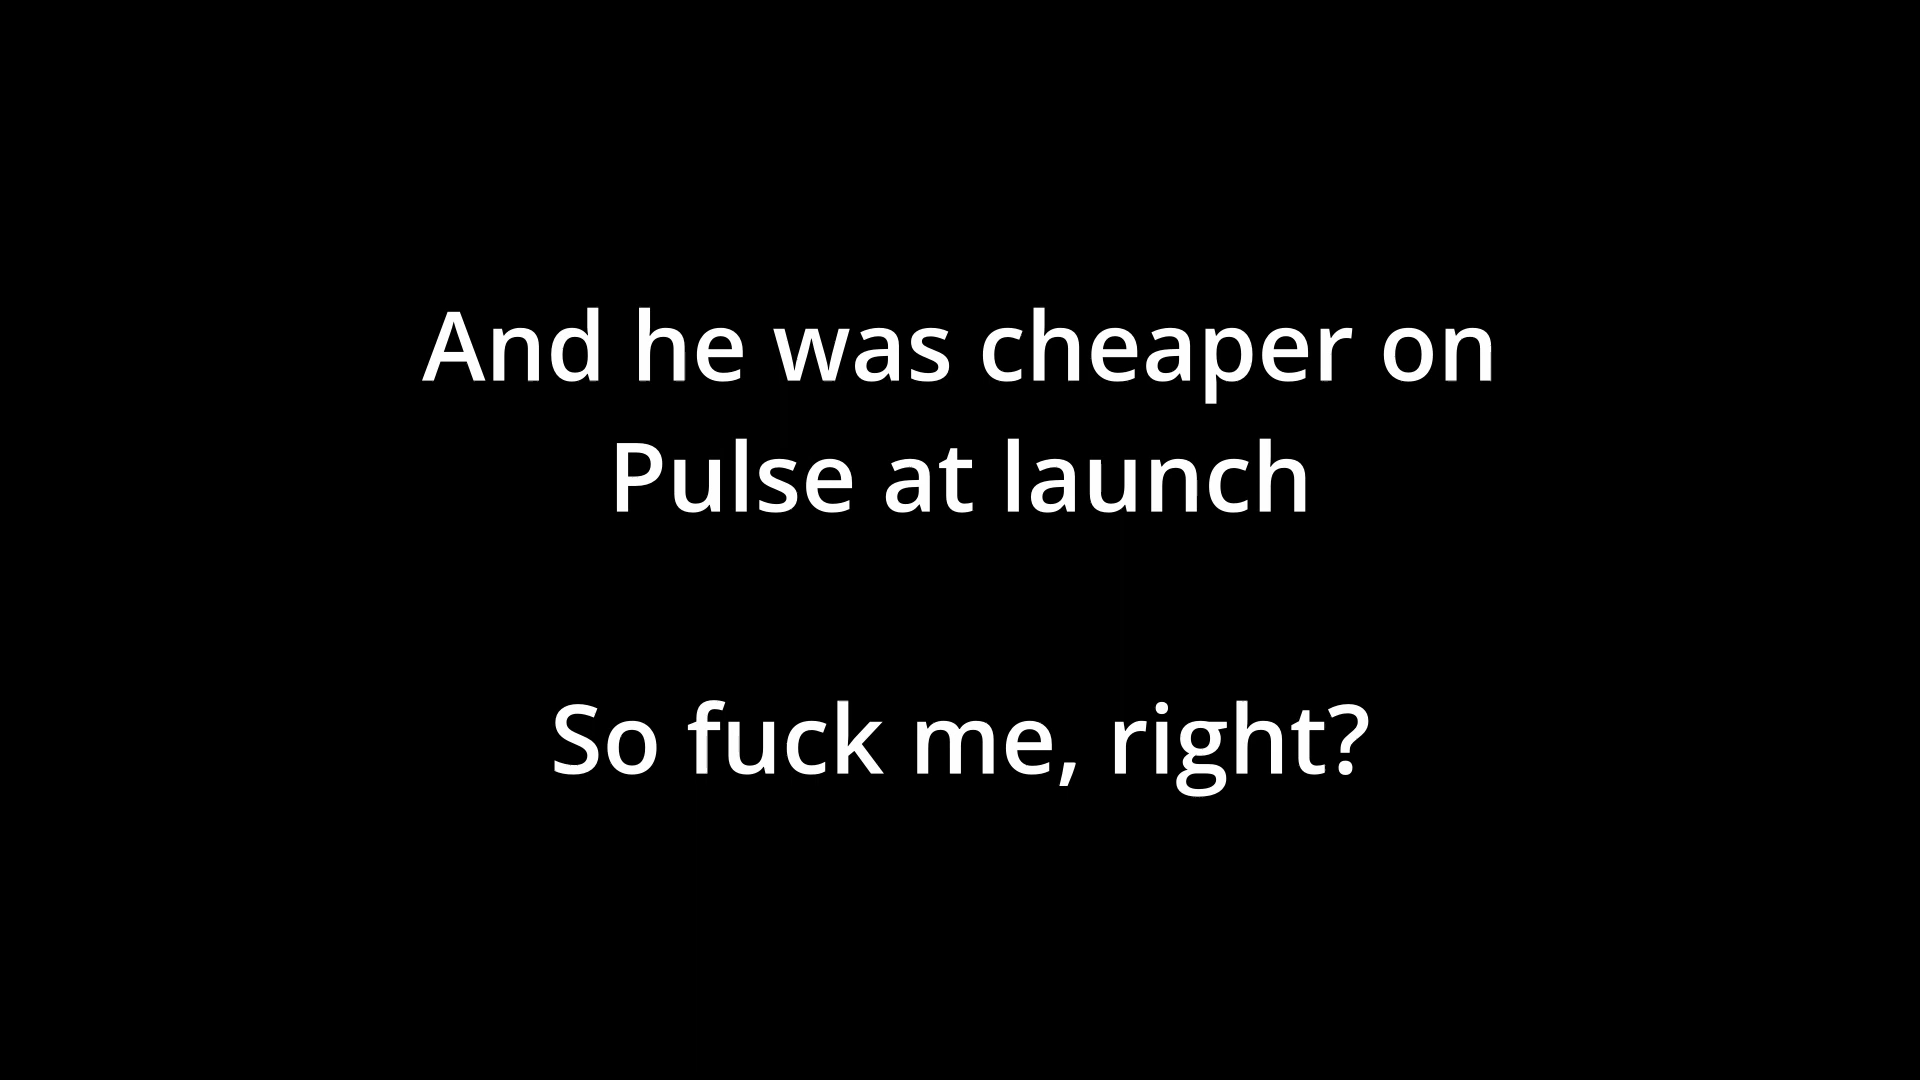 And he was cheaper on
Pulse at launch
So fuck me, right?